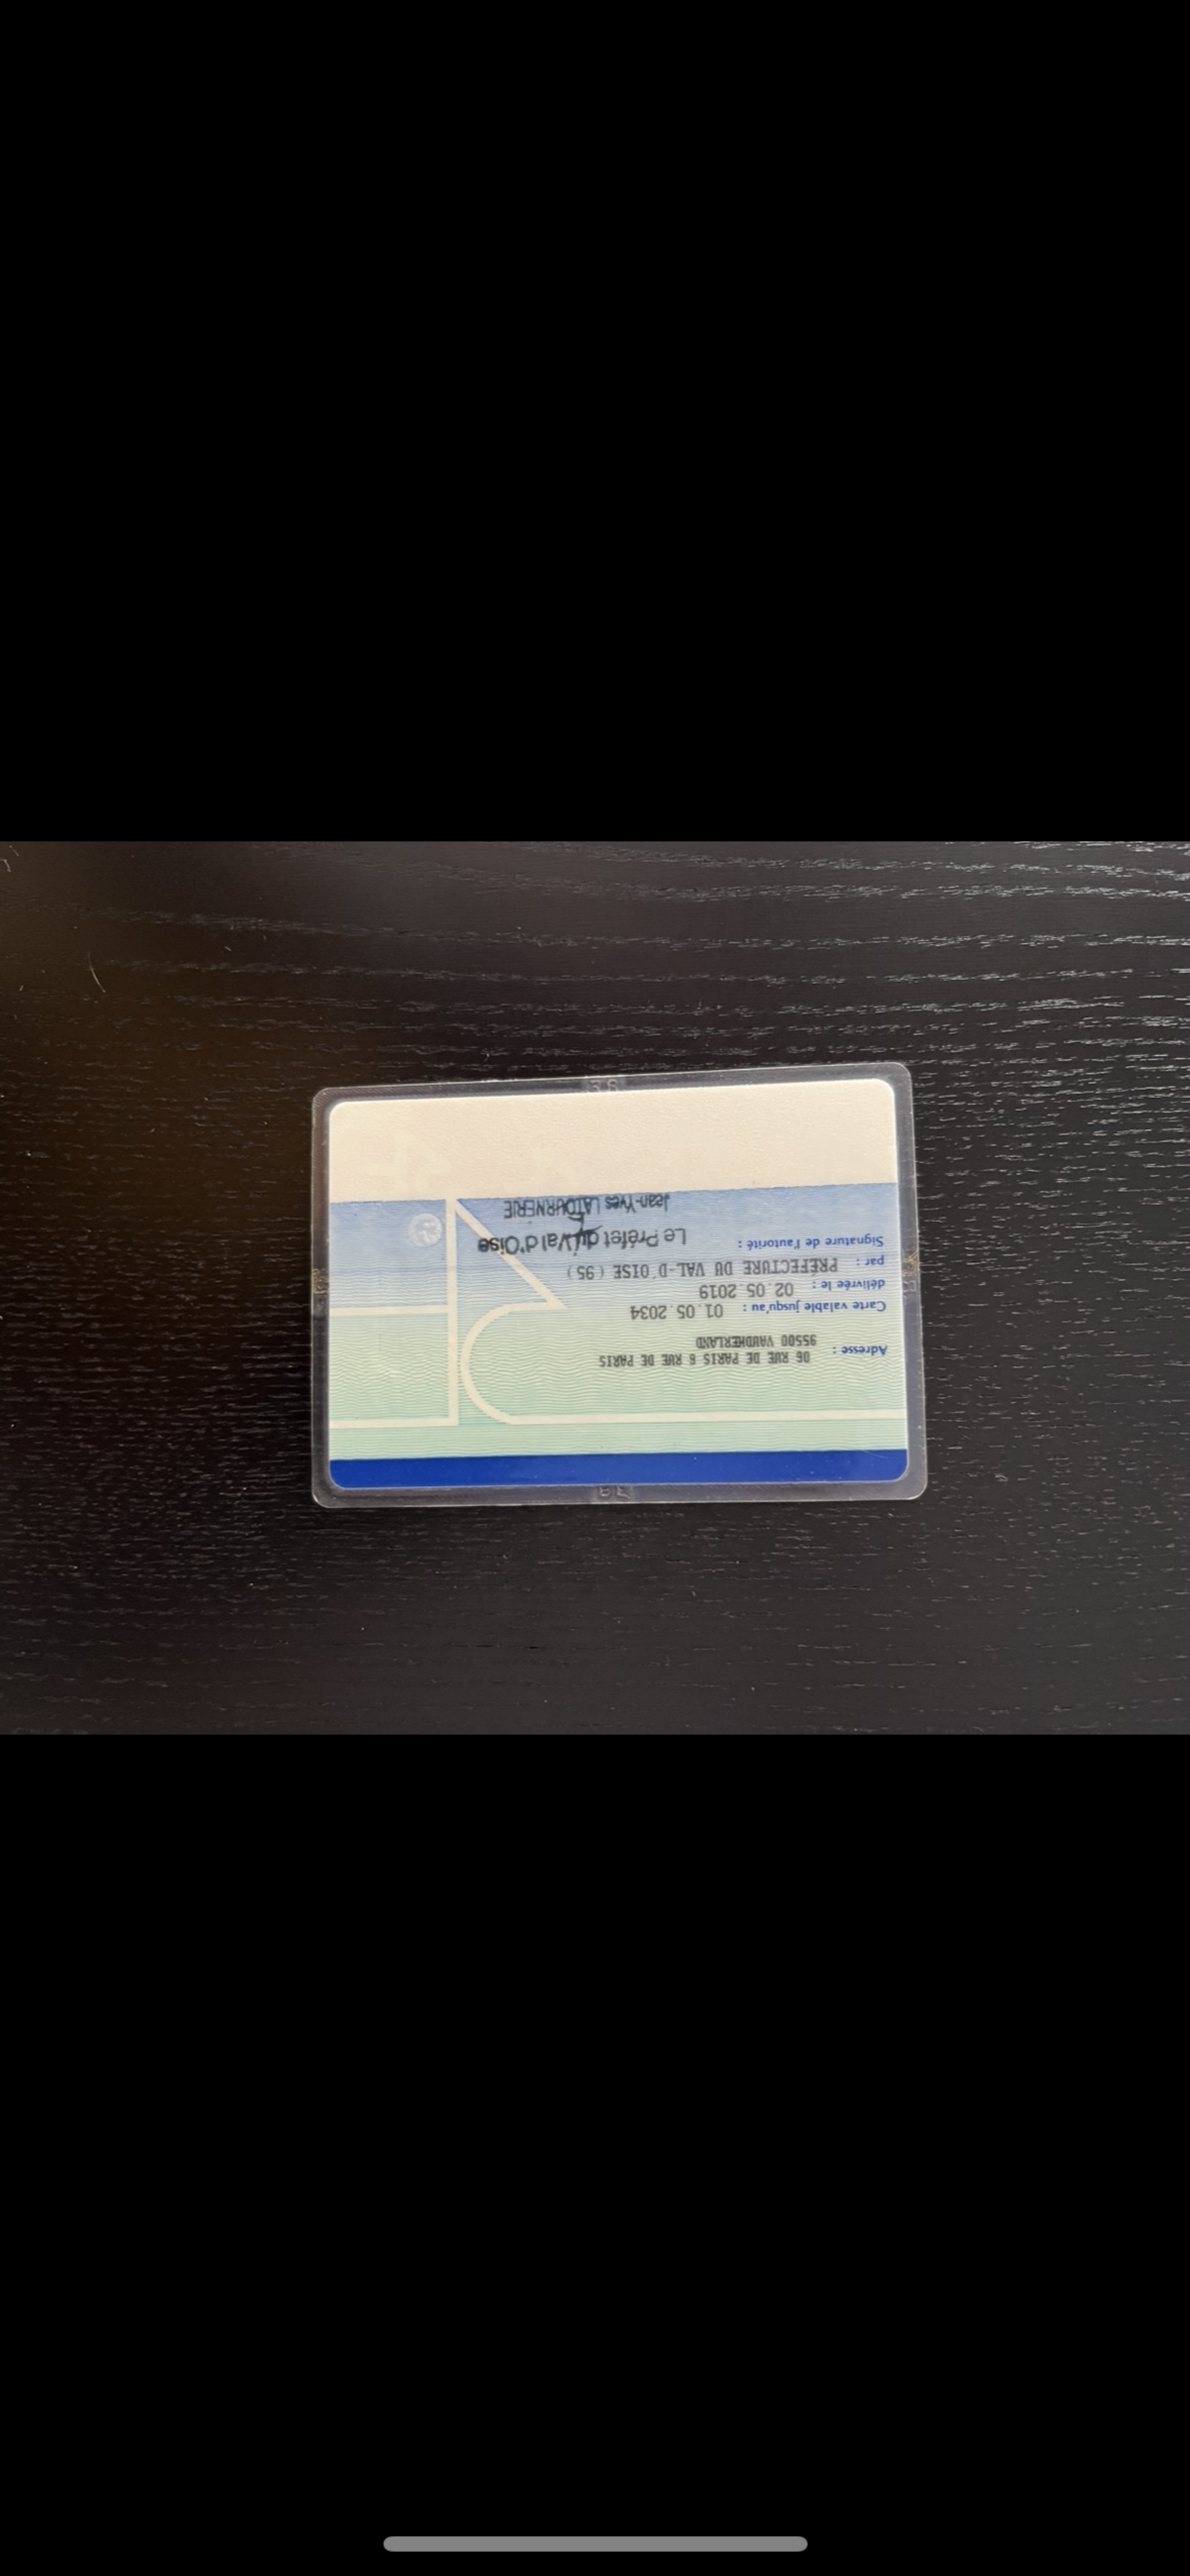 Adresse : 06 RUE DE PARIS 6 RUE DE PARIS
95500 VAUDHERLAND
Carte valable jusqu'au : 01.05.2034
délivrée le : 02.05.2019
par : PREFECTURE DU VAL-D'OISE (95)
Signature de l'autorité : Le Préfet du Val d'Oise
Jean-Yves LATOURNERIE